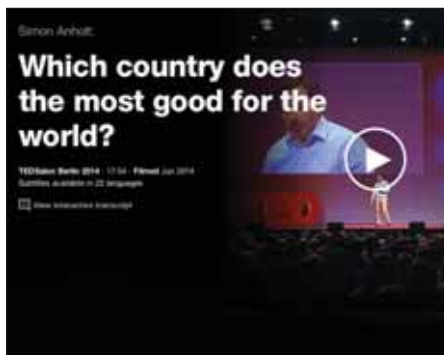 Simon Anholt:
Which country does
the most good for the
world?
TEDSalon Berlin 2014 · 17:54 · Filmed Jun 2014
Subtitles available in 22 languages
View interactive transcript